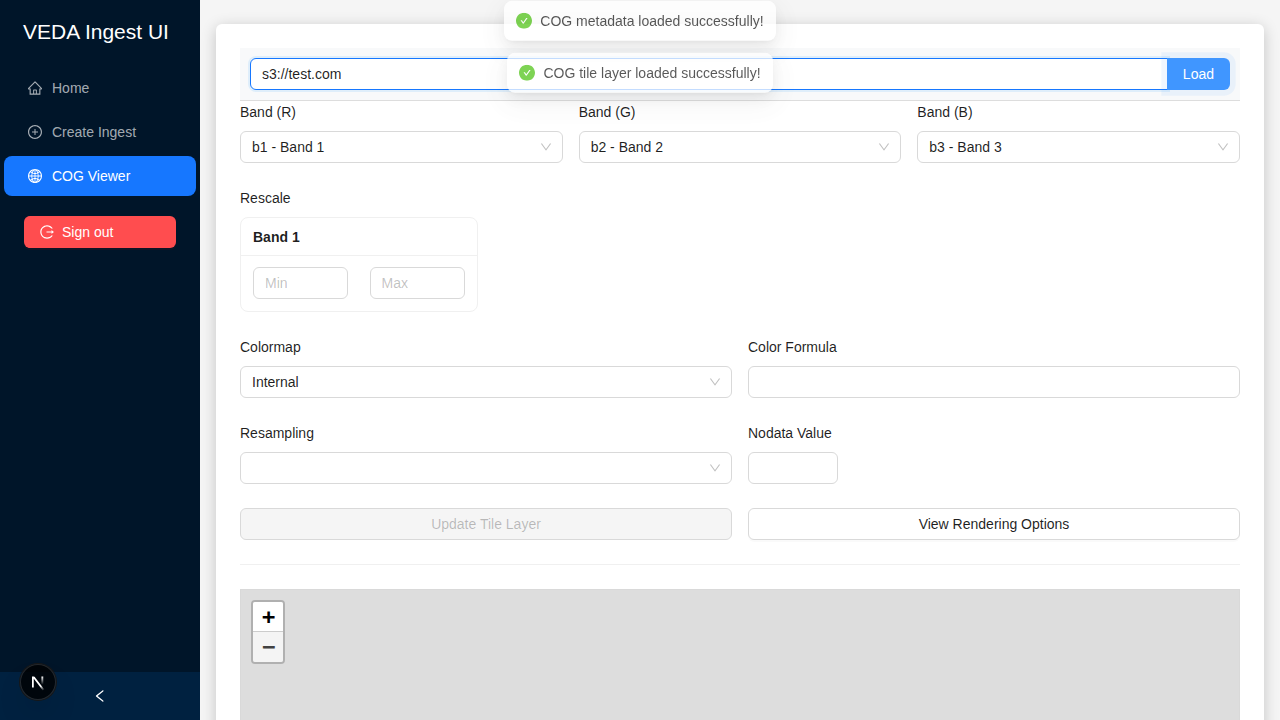 VEDA Ingest UI
Home
Create Ingest
COG Viewer
Sign out
COG metadata loaded successfully!
s3://test.com
COG tile layer loaded successfully!
Load
Band (R)
Band (G)
Band (B)
b1 - Band 1
b2 - Band 2
b3 - Band 3
Rescale
Band 1
Min
Max
Colormap
Color Formula
Internal
Resampling
Nodata Value
Update Tile Layer
View Rendering Options
+
−
N